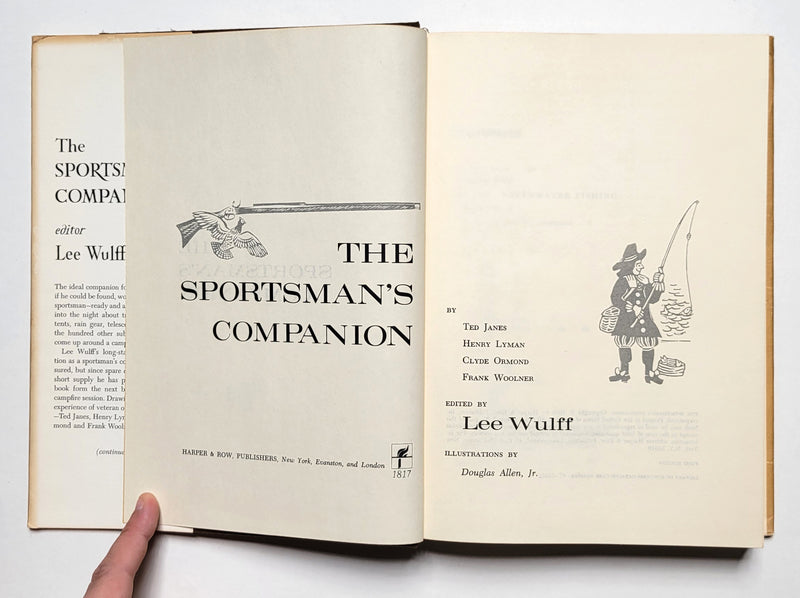 The
SPORTSM
COMPA
editor
Lee Wulff
The ideal companion fo
if he could be found, wo
sportsman—ready and a
into the night about t
tents, rain gear, telesc
the hundred other sub
come up around a camp
Lee Wulff's long-sta
tion as a sportsman's co
sured, but since spare c
short supply he has p
book form the next b
campfire session. Drawi
experience of veteran o
—Ted Janes, Henry Lyr
mond and Frank Wool
(continu
THE
SPORTSMAN'S
COMPANION
HARPER & ROW, PUBLISHERS, New York, Evanston, and London
1817
BY
TED JANES
HENRY LYMAN
CLYDE ORMOND
FRANK WOOLNER
EDITED BY
Lee Wulff
ILLUSTRATIONS BY
Douglas Allen, Jr.